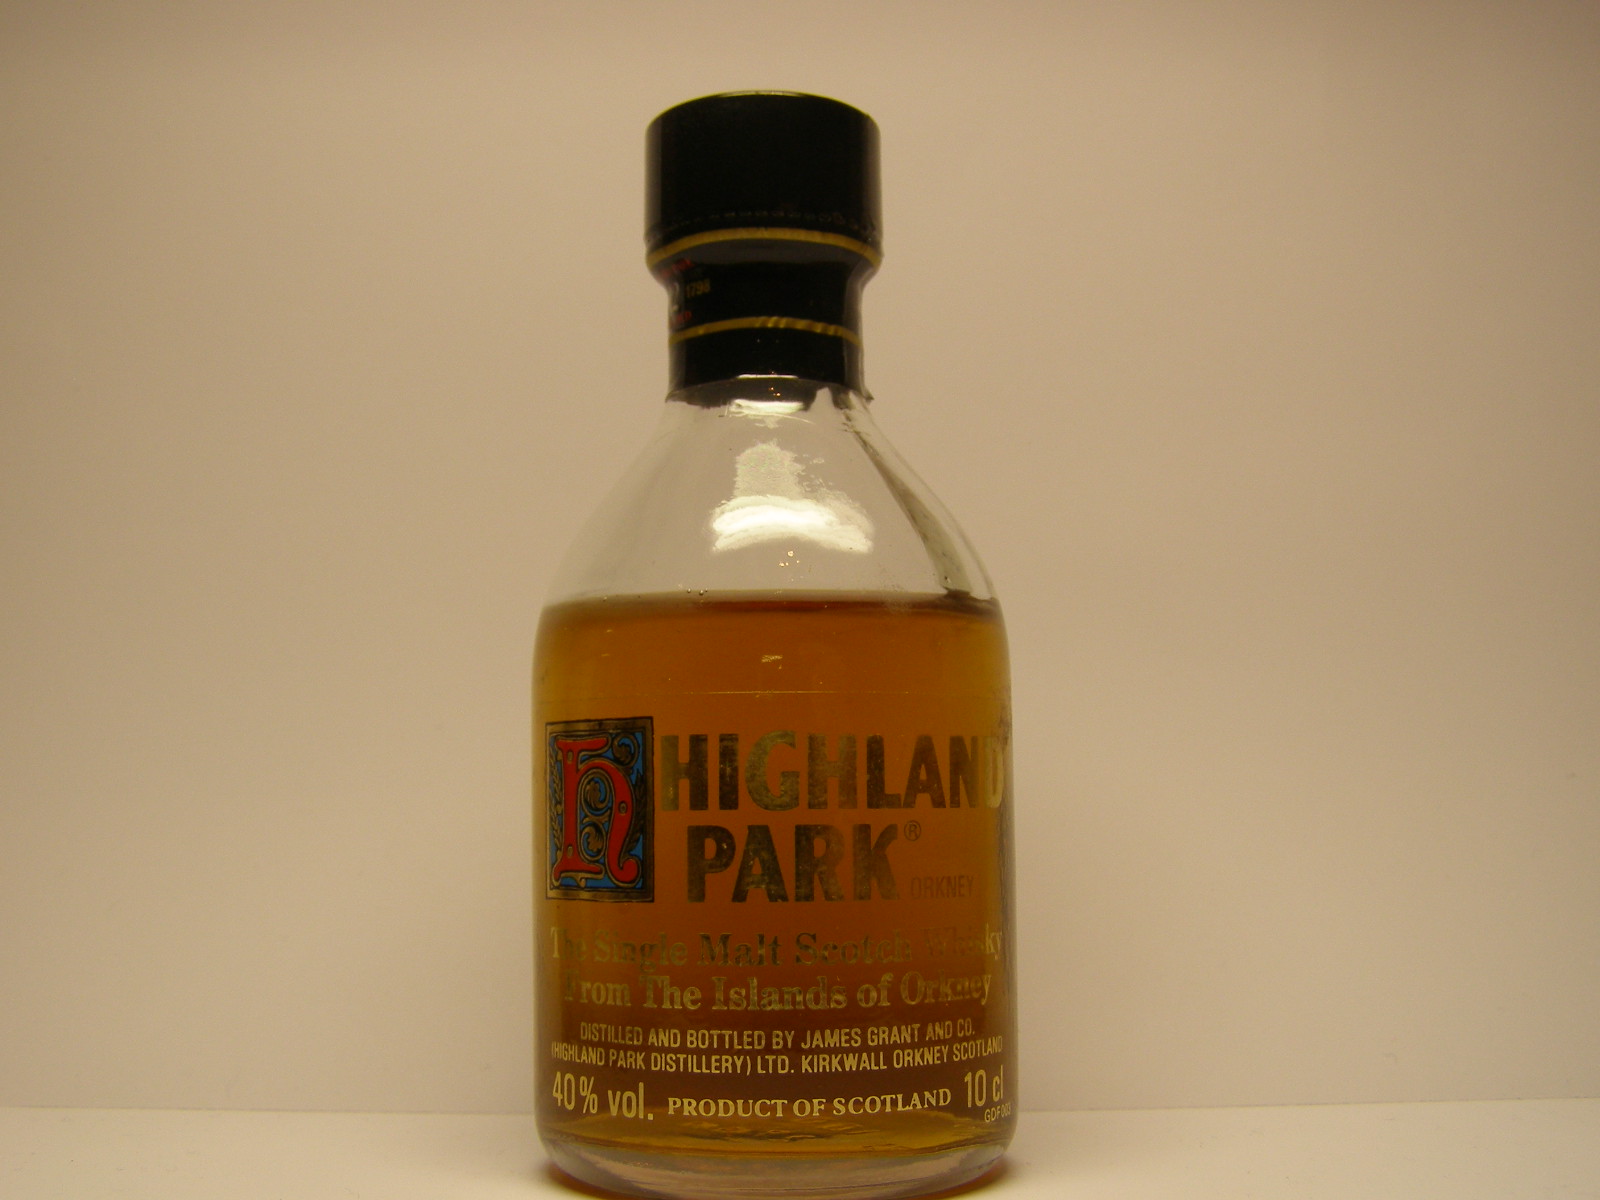 1798
h HIGHLAND
PARK® ORKNEY
The Single Malt Scotch Whisky
From The Islands of Orkney
DISTILLED AND BOTTLED BY JAMES GRANT AND CO.
(HIGHLAND PARK DISTILLERY) LTD. KIRKWALL ORKNEY SCOTLAND
40% vol. PRODUCT OF SCOTLAND 10 cl